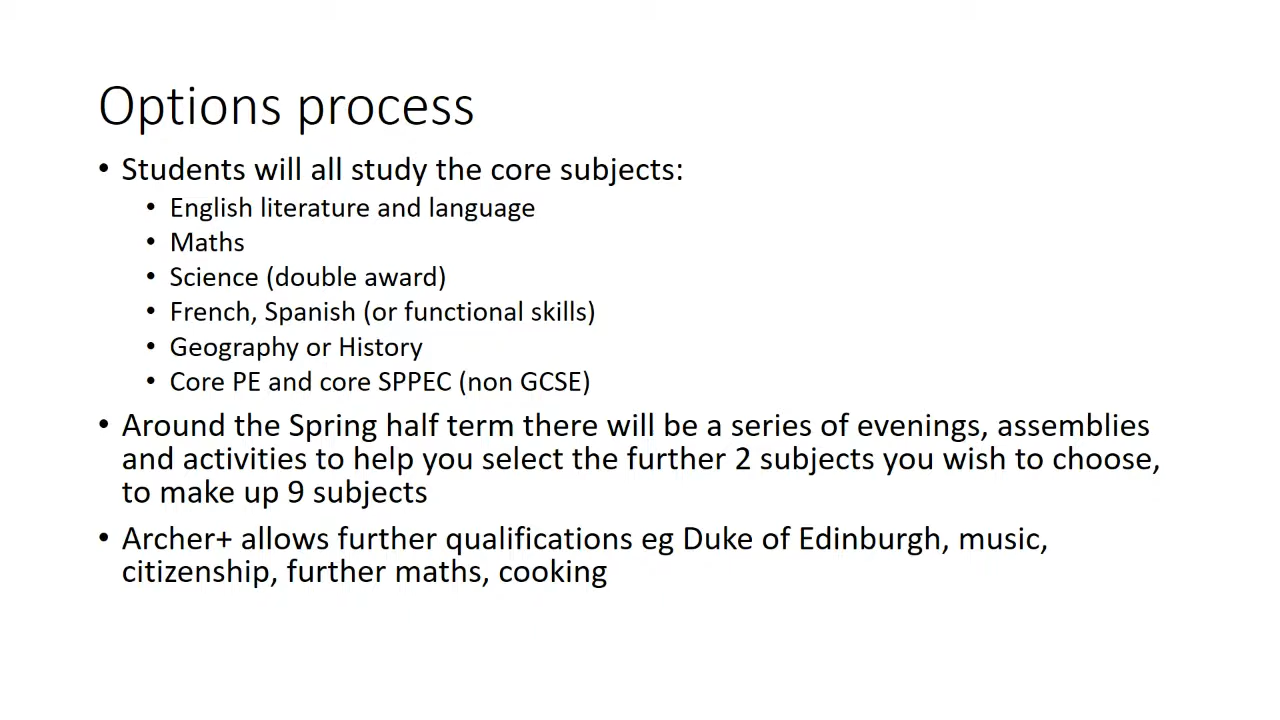 Options process
• Students will all study the core subjects:
• English literature and language
• Maths
• Science (double award)
• French, Spanish (or functional skills)
• Geography or History
• Core PE and core SPPEC (non GCSE)
• Around the Spring half term there will be a series of evenings, assemblies
and activities to help you select the further 2 subjects you wish to choose,
to make up 9 subjects
• Archer+ allows further qualifications eg Duke of Edinburgh, music,
citizenship, further maths, cooking